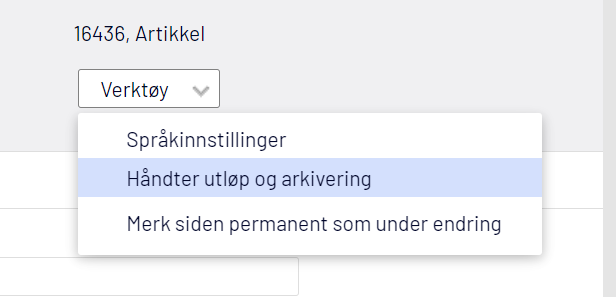 16436, Artikkel
Verktøy
Språkinnstillinger
Håndter utløp og arkivering
Merk siden permanent som under endring